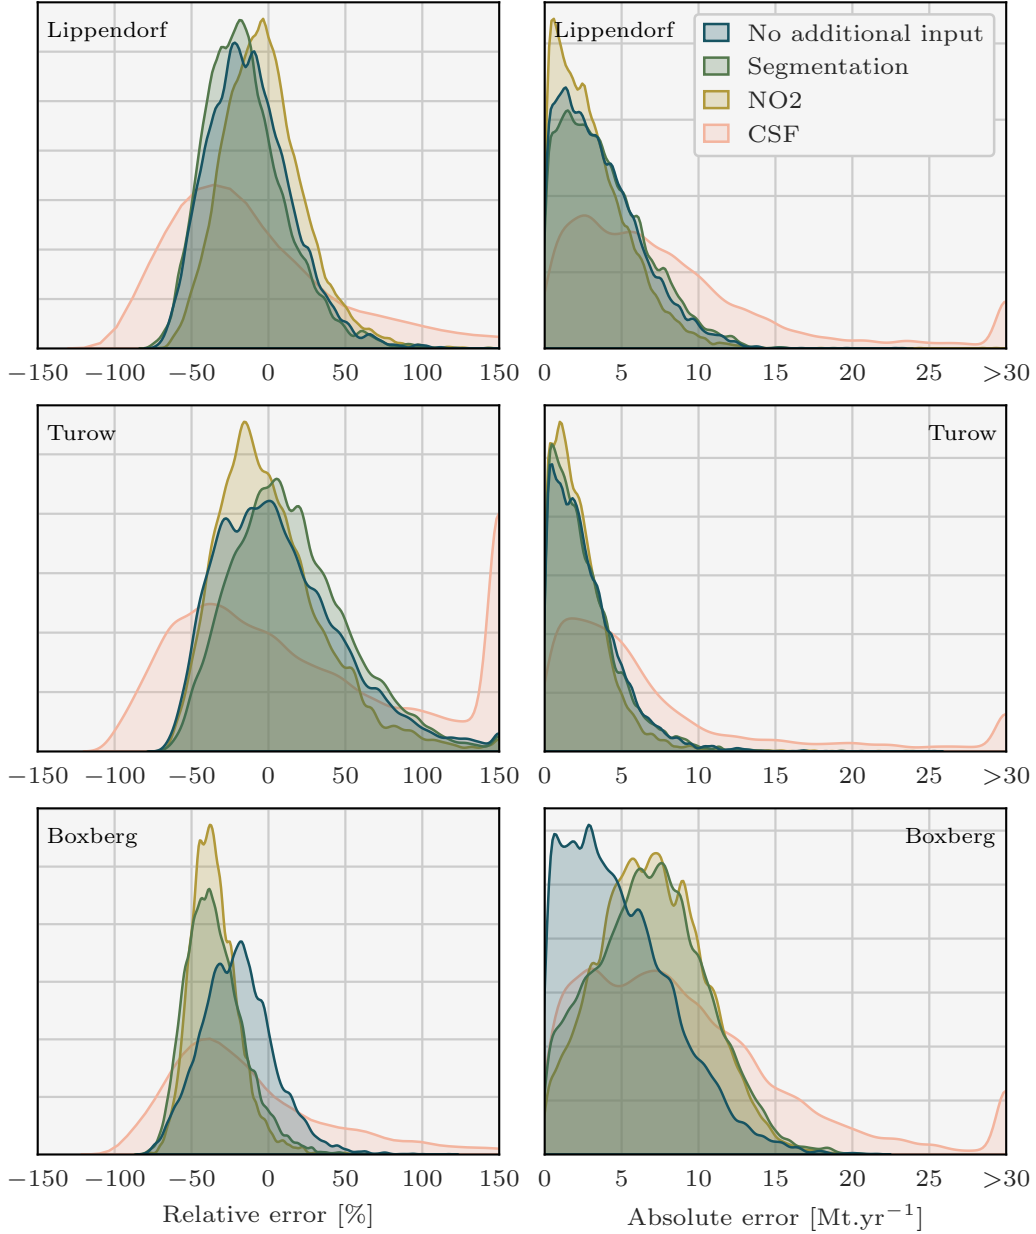 Lippendorf
Lippendorf
No additional input
Segmentation
NO2
CSF
−150 −100 −50 0 50 100 150
0 5 10 15 20 25 >30
Turow
Turow
−150 −100 −50 0 50 100 150
0 5 10 15 20 25 >30
Boxberg
Boxberg
−150 −100 −50 0 50 100 150
0 5 10 15 20 25 >30
Relative error [%]
Absolute error [Mt.yr⁻¹]